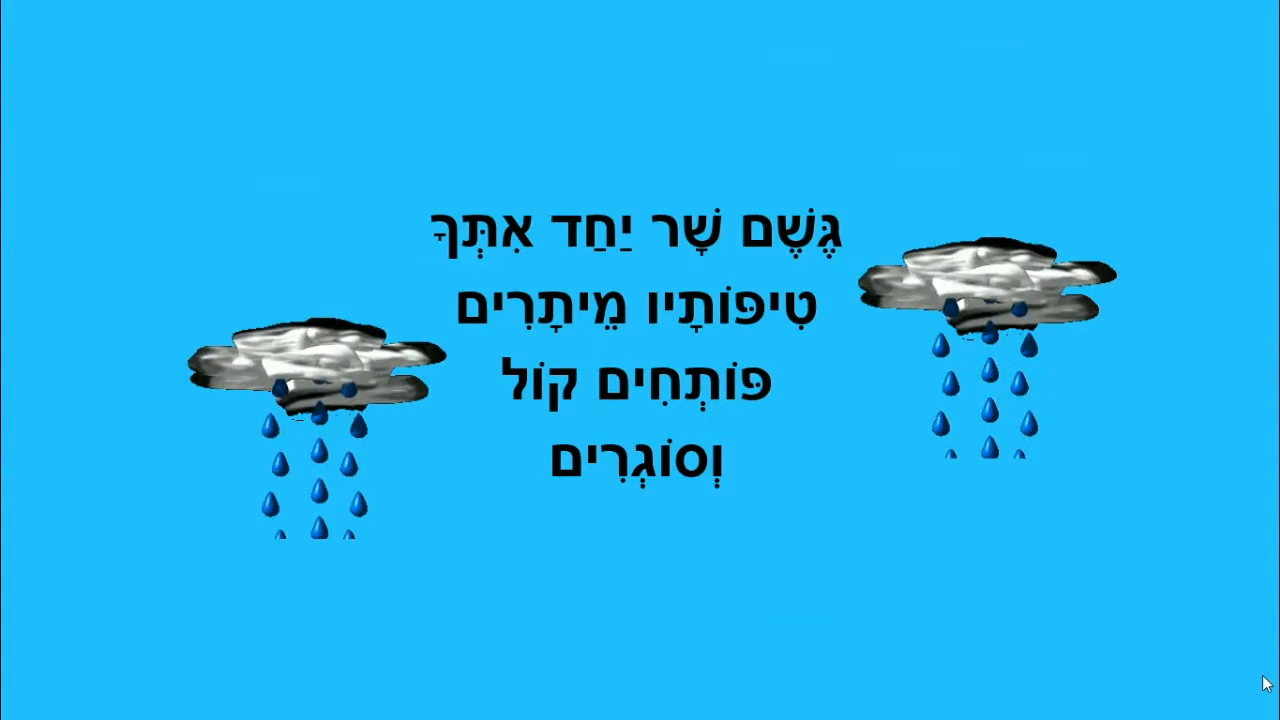 גֶּשֶׁם שָׁר יַחַד אִתְּךָ
טִיפּוֹתָיו מֵיתָרִים
פּוֹתְחִים קוֹל
וְסוֹגְרִים